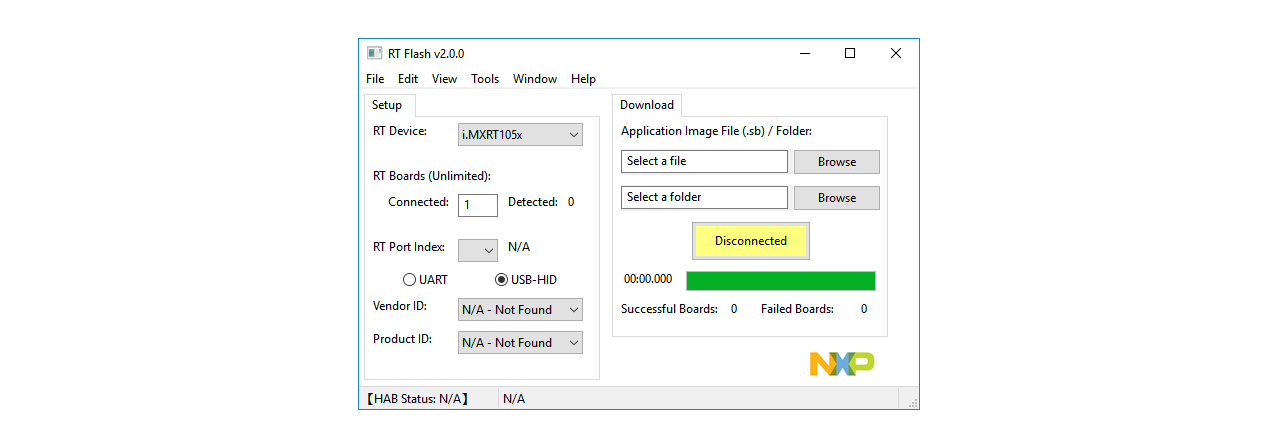 RT Flash v2.0.0
File Edit View Tools Window Help
Setup
RT Device: i.MXRT105x
RT Boards (Unlimited):
Connected: 1 Detected: 0
RT Port Index: N/A
UART USB-HID
Vendor ID: N/A - Not Found
Product ID: N/A - Not Found
Download
Application Image File (.sb) / Folder:
Select a file Browse
Select a folder Browse
Disconnected
00:00.000
Successful Boards: 0 Failed Boards: 0
NXP
【HAB Status: N/A】 N/A